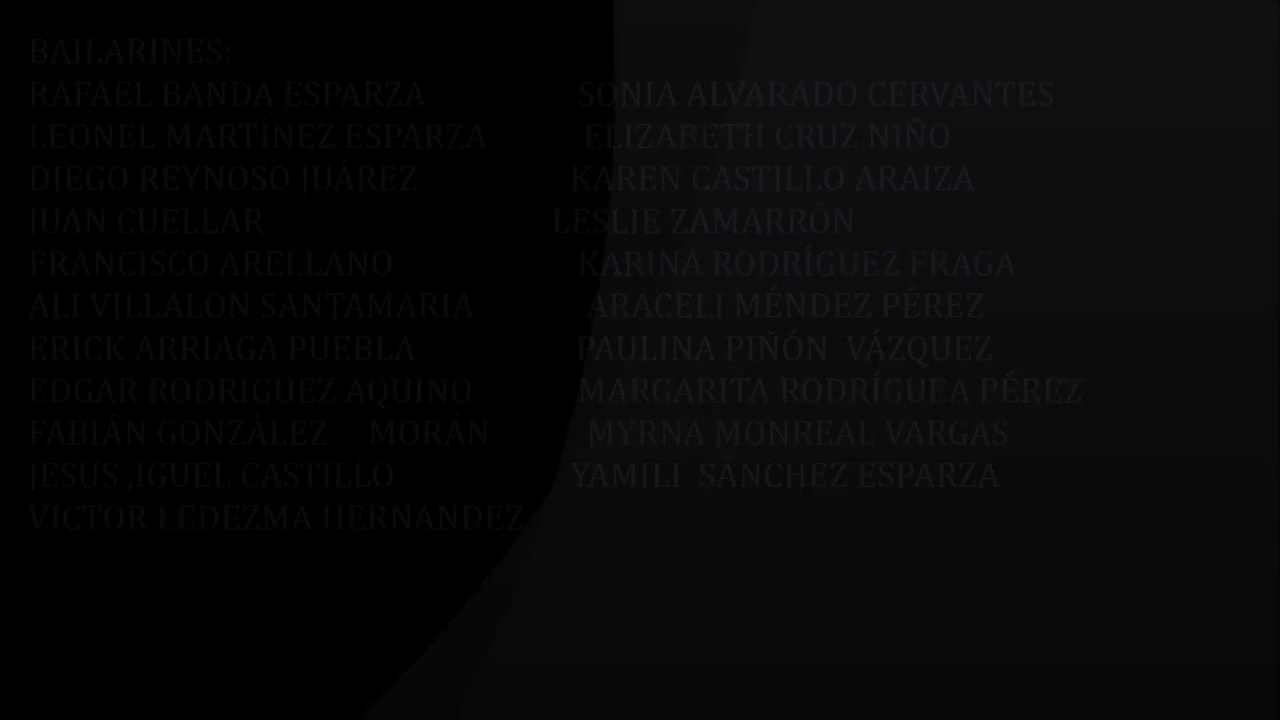 BAILARINES:
RAFAEL BANDA ESPARZA SONIA ALVARADO CERVANTES
LEONEL MARTÍNEZ ESPARZA ELIZABETH CRUZ NIÑO
DIEGO REYNOSO JUÁREZ KAREN CASTILLO ARAIZA
JUAN CUELLAR LESLIE ZAMARRÓN
FRANCISCO ARELLANO KARINA RODRÍGUEZ FRAGA
ALI VILLALON SANTAMARÍA ARACELI MÉNDEZ PÉREZ
ERICK ARRIAGA PUEBLA PAULINA PIÑÓN VÁZQUEZ
EDGAR RODRIGUEZ AQUINO MARGARITA RODRÍGUEA PÉREZ
FABIÁN GONZÁLEZ MORÁN MYRNA MONREAL VARGAS
JESUS ,IGUEL CASTILLO YAMILI SÁNCHEZ ESPARZA
VICTOR LEDEZMA HERNANDEZ